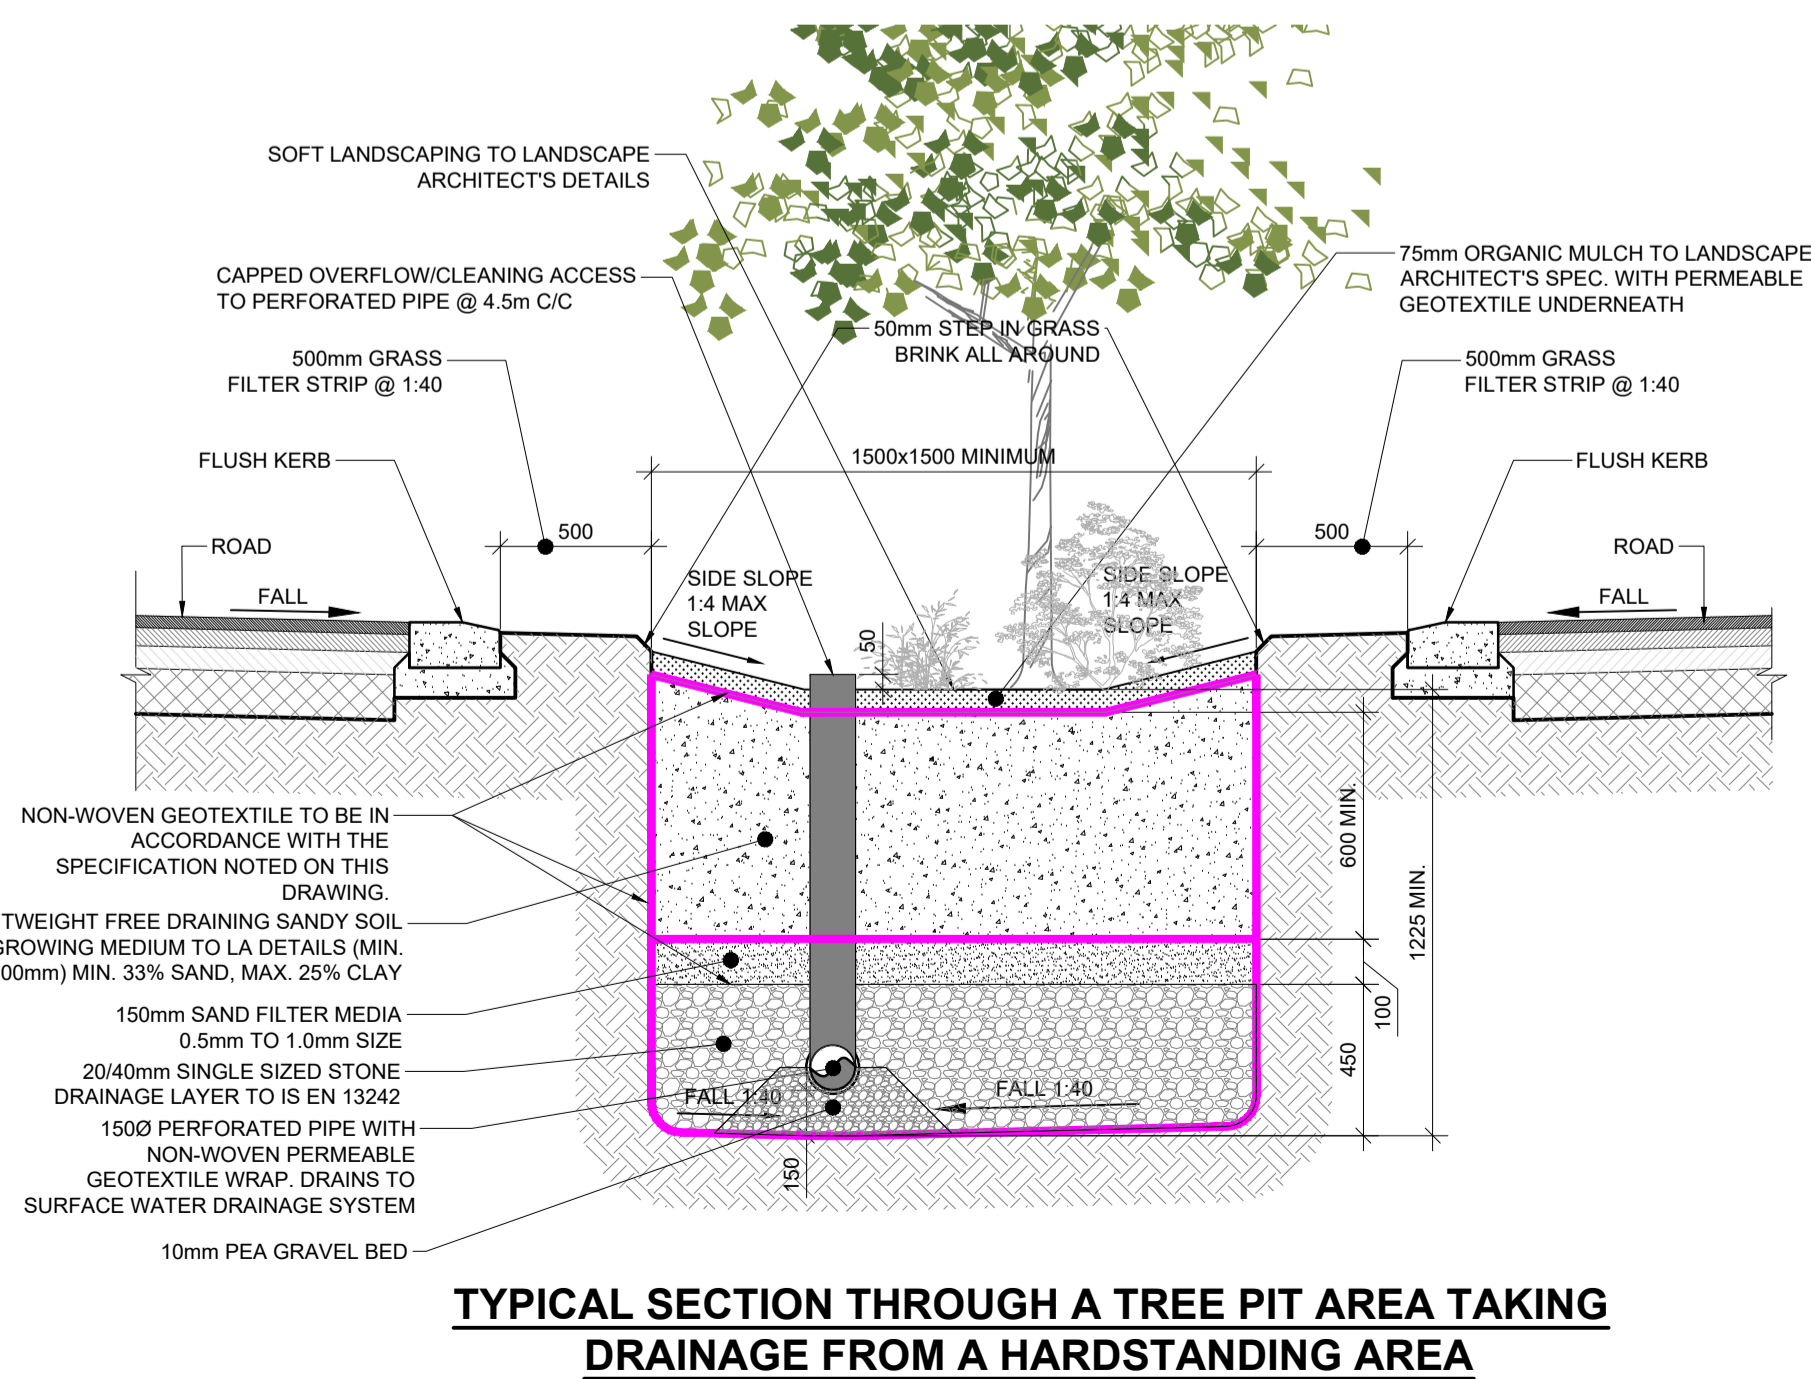 SOFT LANDSCAPING TO LANDSCAPE
ARCHITECT'S DETAILS
CAPPED OVERFLOW/CLEANING ACCESS
TO PERFORATED PIPE @ 4.5m C/C
75mm ORGANIC MULCH TO LANDSCAPE
ARCHITECT'S SPEC. WITH PERMEABLE
GEOTEXTILE UNDERNEATH
50mm STEP IN GRASS
BRINK ALL AROUND
500mm GRASS
FILTER STRIP @ 1:40
500mm GRASS
FILTER STRIP @ 1:40
FLUSH KERB
1500x1500 MINIMUM
FLUSH KERB
500
500
ROAD
ROAD
FALL
FALL
SIDE SLOPE
1:4 MAX
SLOPE
SIDE SLOPE
1:4 MAX
SLOPE
50
NON-WOVEN GEOTEXTILE TO BE IN
ACCORDANCE WITH THE
SPECIFICATION NOTED ON THIS
DRAWING.
TWEIGHT FREE DRAINING SANDY SOIL
GROWING MEDIUM TO LA DETAILS (MIN.
00mm) MIN. 33% SAND, MAX. 25% CLAY
150mm SAND FILTER MEDIA
0.5mm TO 1.0mm SIZE
20/40mm SINGLE SIZED STONE
DRAINAGE LAYER TO IS EN 13242
150Ø PERFORATED PIPE WITH
NON-WOVEN PERMEABLE
GEOTEXTILE WRAP. DRAINS TO
SURFACE WATER DRAINAGE SYSTEM
10mm PEA GRAVEL BED
600 MIN.
1225 MIN.
100
450
FALL 1:40
FALL 1:40
150
TYPICAL SECTION THROUGH A TREE PIT AREA TAKING
DRAINAGE FROM A HARDSTANDING AREA